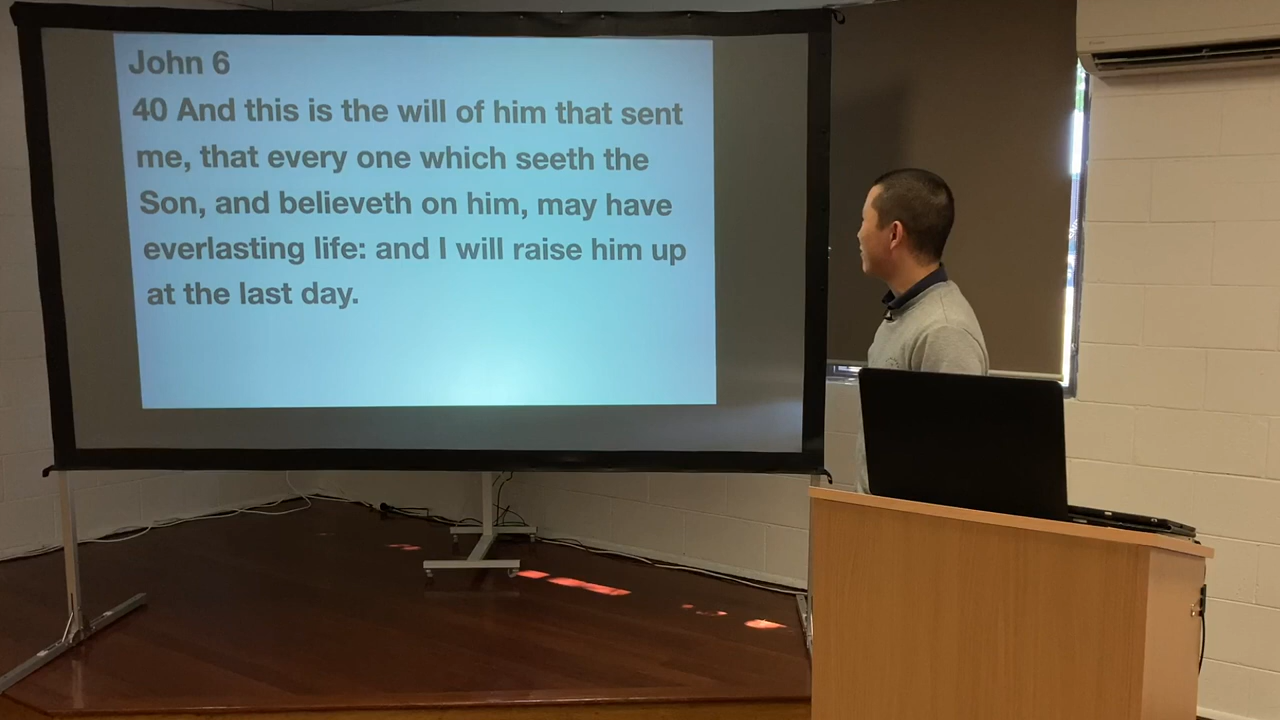 John 6
40 And this is the will of him that sent
me, that every one which seeth the
Son, and believeth on him, may have
everlasting life: and I will raise him up
at the last day.